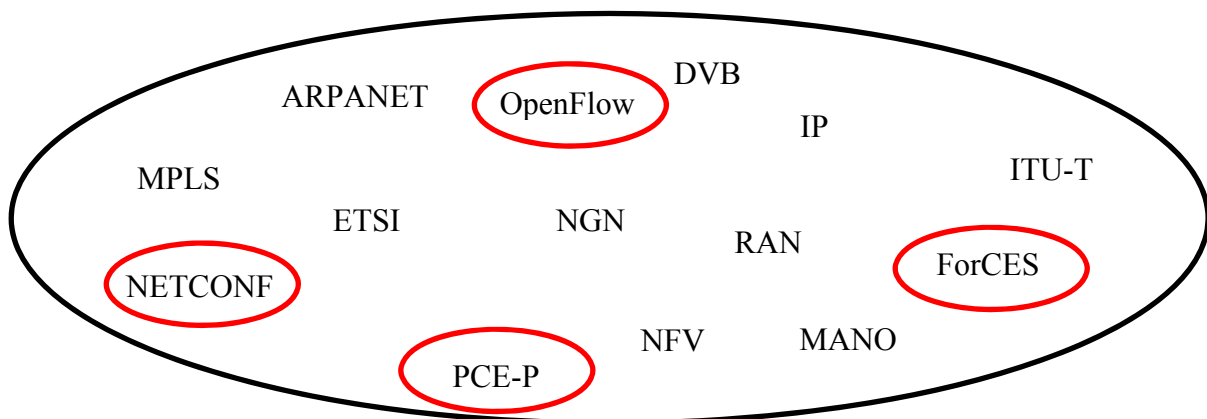 DVB
ARPANET
OpenFlow
IP
ITU-T
MPLS
ETSI
NGN
RAN
ForCES
NETCONF
NFV
MANO
PCE-P